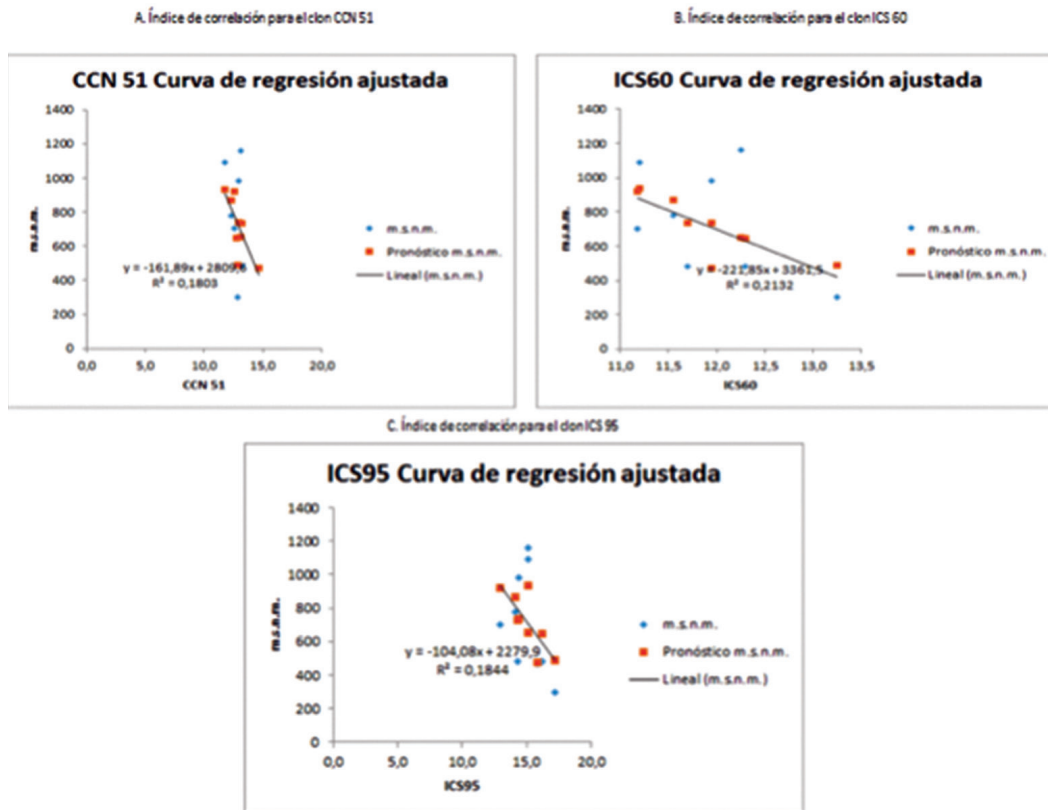 A. Índice de correlación para el clon CCN 51
CCN 51 Curva de regresión ajustada
1400
1200
1000
800
600
400
200
0
m.s.n.m.
0,0 5,0 10,0 15,0 20,0
CCN 51
y = -161,89x + 2809,6
R² = 0,1803
m.s.n.m.
Pronóstico m.s.n.m.
Lineal (m.s.n.m.)
B. Índice de correlación para el clon ICS 60
ICS60 Curva de regresión ajustada
1400
1200
1000
800
600
400
200
0
m.s.n.m.
11,0 11,5 12,0 12,5 13,0 13,5
ICS60
y = -221,85x + 3361,5
R² = 0,2132
m.s.n.m.
Pronóstico m.s.n.m.
Lineal (m.s.n.m.)
C. Índice de correlación para el clon ICS 95
ICS95 Curva de regresión ajustada
1400
1200
1000
800
600
400
200
0
m.s.n.m.
0,0 5,0 10,0 15,0 20,0
ICS95
y = -104,08x + 2279,9
R² = 0,1844
m.s.n.m.
Pronóstico m.s.n.m.
Lineal (m.s.n.m.)